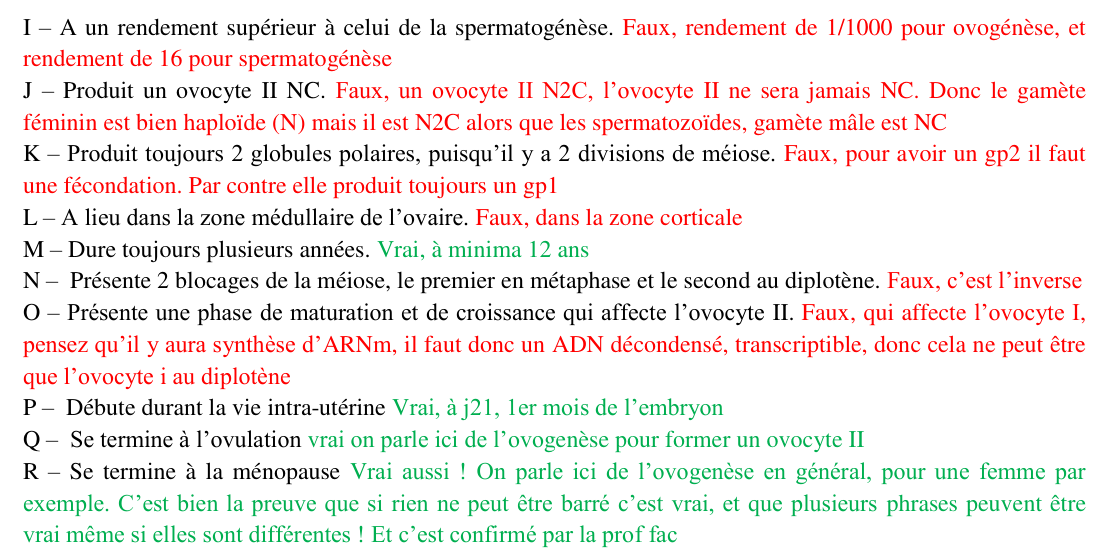 I – A un rendement supérieur à celui de la spermatogénèse. Faux, rendement de 1/1000 pour ovogénèse, et
rendement de 16 pour spermatogénèse
J – Produit un ovocyte II NC. Faux, un ovocyte II N2C, l’ovocyte II ne sera jamais NC. Donc le gamète
féminin est bien haploïde (N) mais il est N2C alors que les spermatozoïdes, gamète mâle est NC
K – Produit toujours 2 globules polaires, puisqu’il y a 2 divisions de méiose. Faux, pour avoir un gp2 il faut
une fécondation. Par contre elle produit toujours un gp1
L – A lieu dans la zone médullaire de l’ovaire. Faux, dans la zone corticale
M – Dure toujours plusieurs années. Vrai, à minima 12 ans
N – Présente 2 blocages de la méiose, le premier en métaphase et le second au diplotène. Faux, c’est l’inverse
O – Présente une phase de maturation et de croissance qui affecte l’ovocyte II. Faux, qui affecte l’ovocyte I,
pensez qu’il y aura synthèse d’ARNm, il faut donc un ADN décondensé, transcriptible, donc cela ne peut être
que l’ovocyte i au diplotène
P – Débute durant la vie intra-utérine Vrai, à j21, 1er mois de l’embryon
Q – Se termine à l’ovulation vrai on parle ici de l’ovogenèse pour former un ovocyte II
R – Se termine à la ménopause Vrai aussi ! On parle ici de l’ovogenèse en général, pour une femme par
exemple. C’est bien la preuve que si rien ne peut être barré c’est vrai, et que plusieurs phrases peuvent être
vrai même si elles sont différentes ! Et c’est confirmé par la prof fac